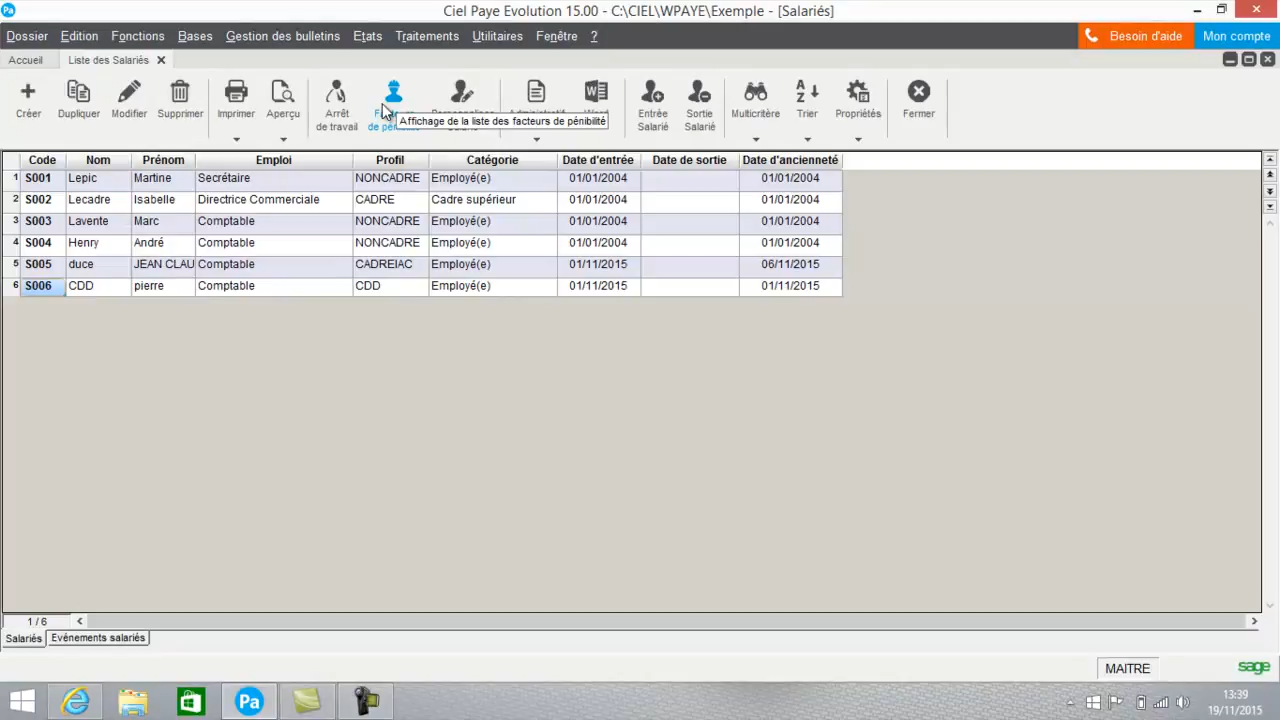 Ciel Paye Evolution 15.00 - C:\CIEL\WPAYE\Exemple - [Salariés]
Dossier Edition Fonctions Bases Gestion des bulletins Etats Traitements Utilitaires Fenêtre ? Besoin d'aide Mon compte
Accueil Liste des Salariés
Créer Dupliquer Modifier Supprimer Imprimer Aperçu Arrêt de travail Word Entrée Salarié Sortie Salarié Multicritère Trier Propriétés Fermer
Affichage de la liste des facteurs de pénibilité
Code Nom Prénom Emploi Profil Catégorie Date d'entrée Date de sortie Date d'ancienneté
1 S001 Lepic Martine Secrétaire NONCADRE Employé(e) 01/01/2004 01/01/2004
2 S002 Lecadre Isabelle Directrice Commerciale CADRE Cadre supérieur 01/01/2004 01/01/2004
3 S003 Lavente Marc Comptable NONCADRE Employé(e) 01/01/2004 01/01/2004
4 S004 Henry André Comptable NONCADRE Employé(e) 01/01/2004 01/01/2004
5 S005 duce JEAN CLAU Comptable CADREIAC Employé(e) 01/11/2015 06/11/2015
6 S006 CDD pierre Comptable CDD Employé(e) 01/11/2015 01/11/2015
1 / 6
Salariés Evénements salariés
MAITRE sage
Pa
13:39
19/11/2015